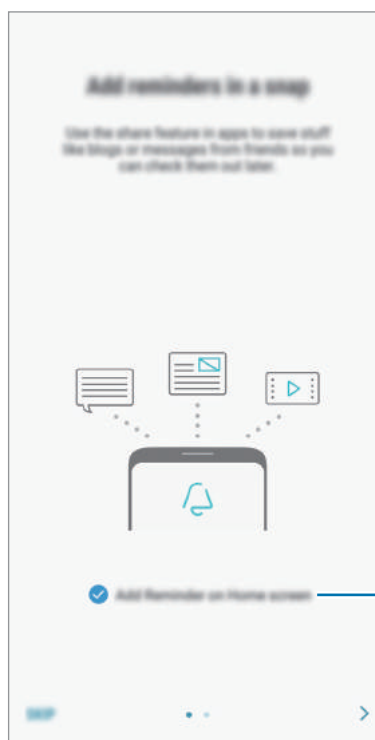 Add reminders in a snap
Use the share feature in apps to save stuff
like blogs or messages from friends so you
can check them out later.
Add Reminder on Home screen
SKIP